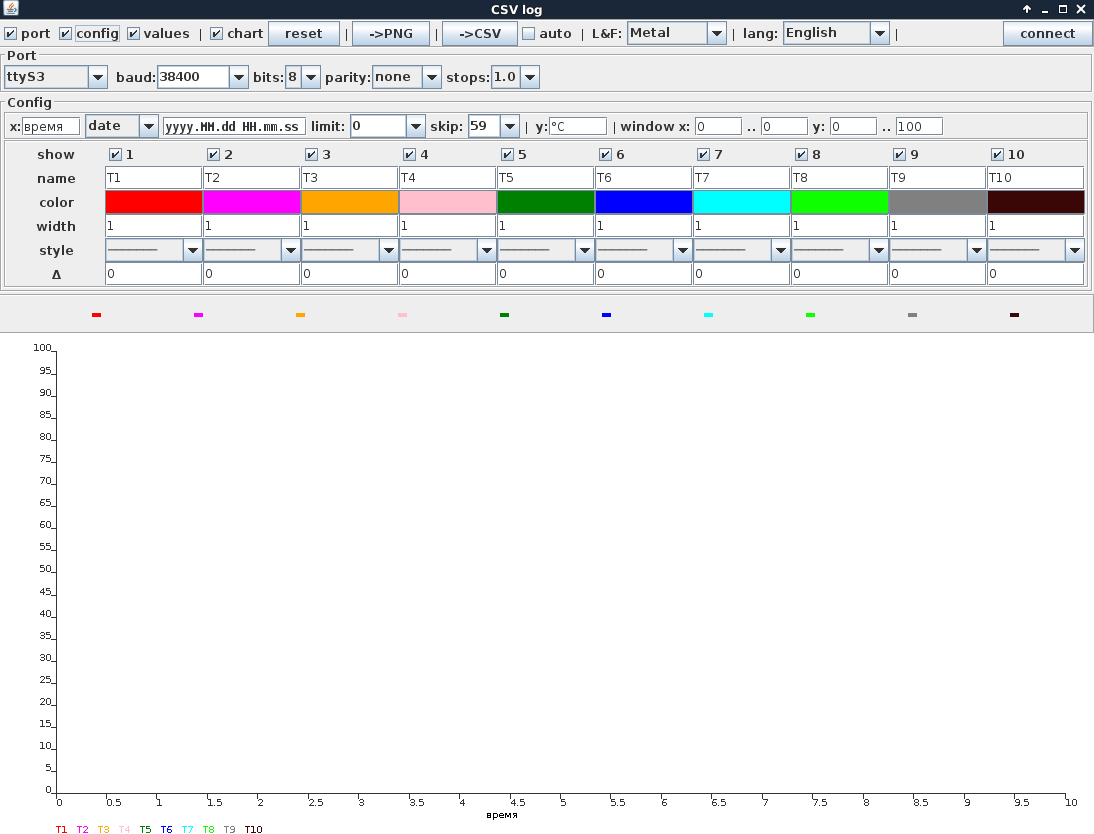 CSV log
port config values | chart reset | ->PNG | ->CSV auto | L&F: Metal | lang: English | connect
Port
ttyS3 baud: 38400 bits: 8 parity: none stops: 1.0
Config
x: время date yyyy.MM.dd HH.mm.ss limit: 0 skip: 59 | y: °C | window x: 0 .. 0 y: 0 .. 100
show 1 2 3 4 5 6 7 8 9 10
name T1 T2 T3 T4 T5 T6 T7 T8 T9 T10
color
width 1 1 1 1 1 1 1 1 1 1
style
Δ 0 0 0 0 0 0 0 0 0 0
100
95
90
85
80
75
70
65
60
55
50
45
40
35
30
25
20
15
10
5
0
0 0.5 1 1.5 2 2.5 3 3.5 4 4.5 5 5.5 6 6.5 7 7.5 8 8.5 9 9.5 10
время
T1 T2 T3 T4 T5 T6 T7 T8 T9 T10